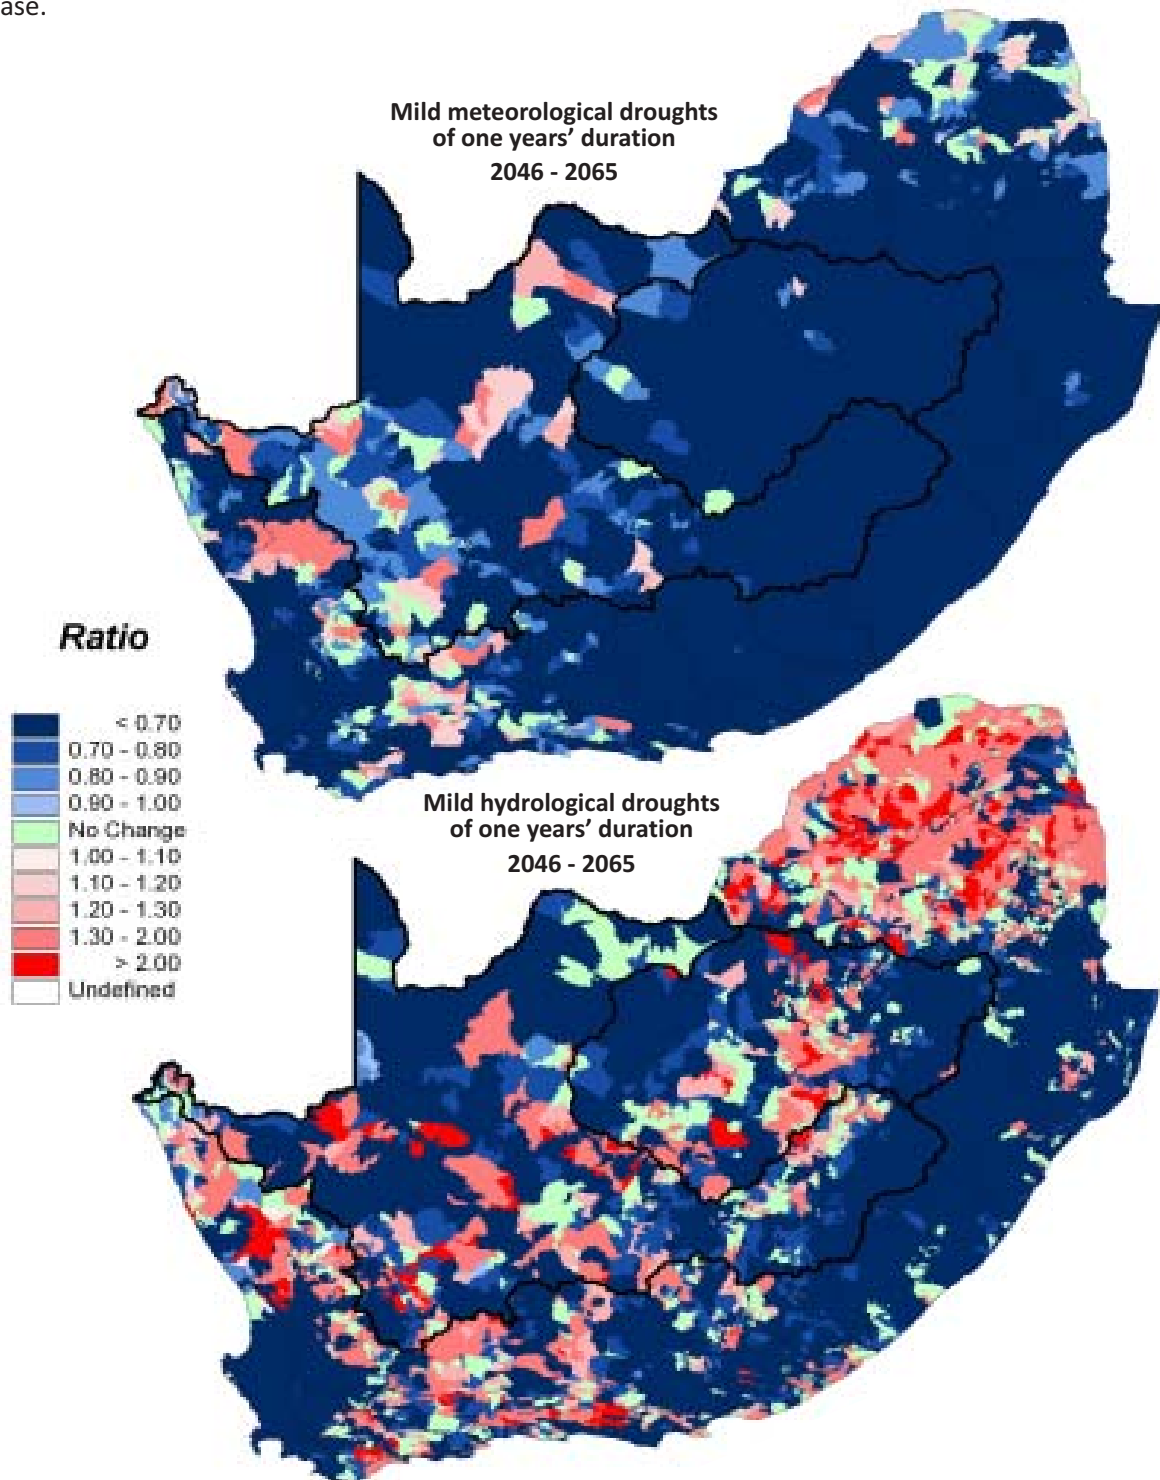 ase.
Mild meteorological droughts
of one years’ duration
2046 - 2065
Ratio
< 0.70
0.70 - 0.80
0.80 - 0.90
0.90 - 1.00
No Change
1.00 - 1.10
1.10 - 1.20
1.20 - 1.30
1.30 - 2.00
> 2.00
Undefined
Mild hydrological droughts
of one years’ duration
2046 - 2065